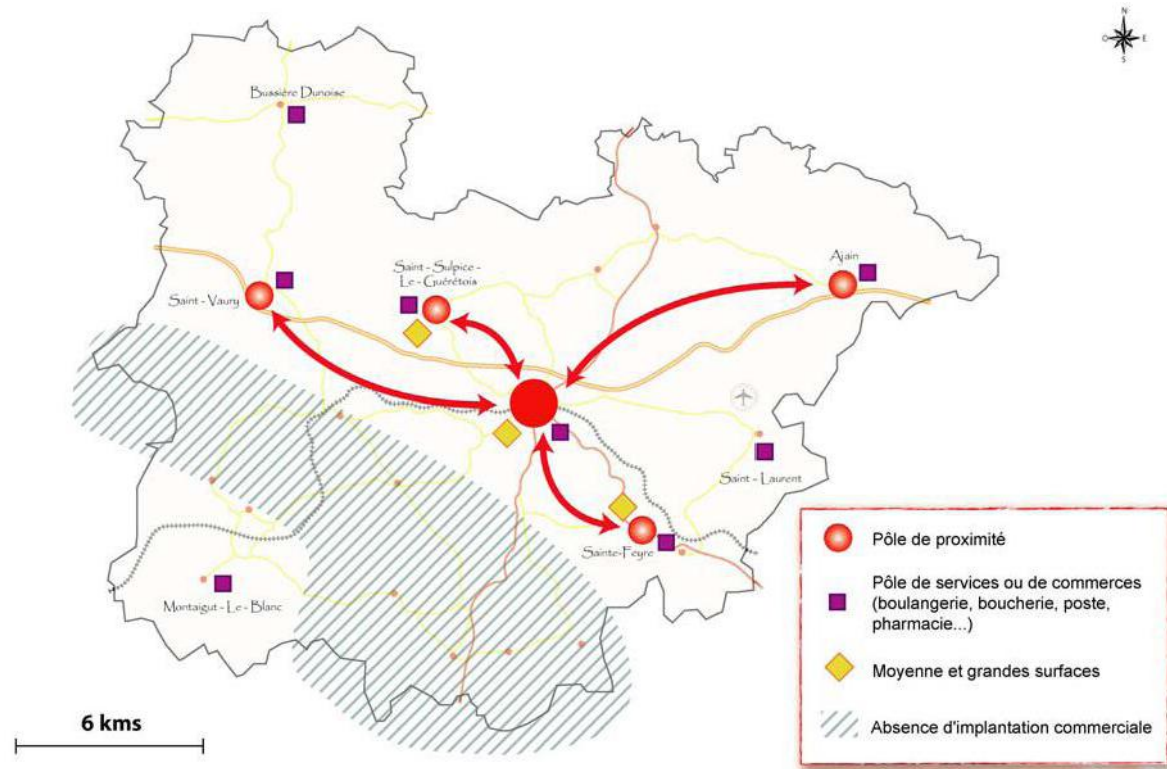 N
O
E
S
Bussière Dunoise
Ajain
Saint - Sulpice -
Le - Guérétois
Saint - Vaury
Saint - Laurent
Sainte-Feyre
Montaigut - Le - Blanc
6 kms
Pôle de proximité
Pôle de services ou de commerces
(boulangerie, boucherie, poste,
pharmacie...)
Moyenne et grandes surfaces
Absence d'implantation commerciale